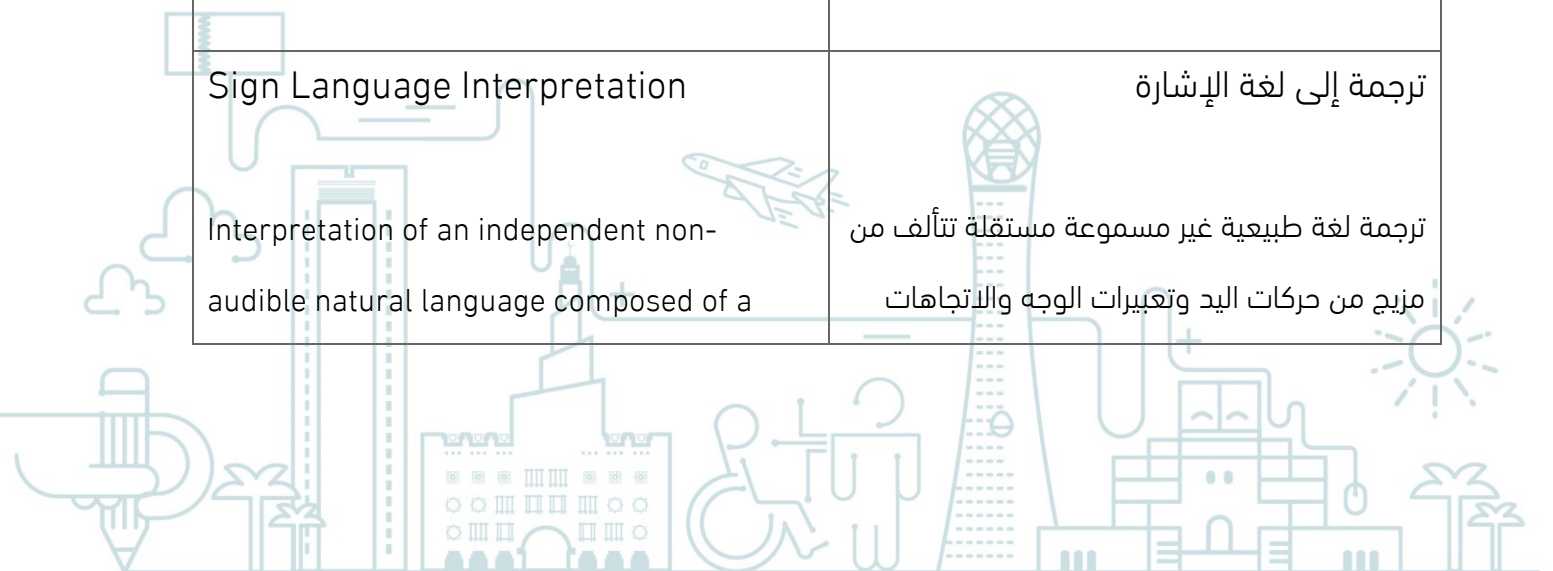 Sign Language Interpretation
Interpretation of an independent non-
audible natural language composed of a
ترجمة إلى لغة الإشارة
ترجمة لغة طبيعية غير مسموعة مستقلة تتألف من
مزيج من حركات اليد وتعبيرات الوجه والاتجاهات